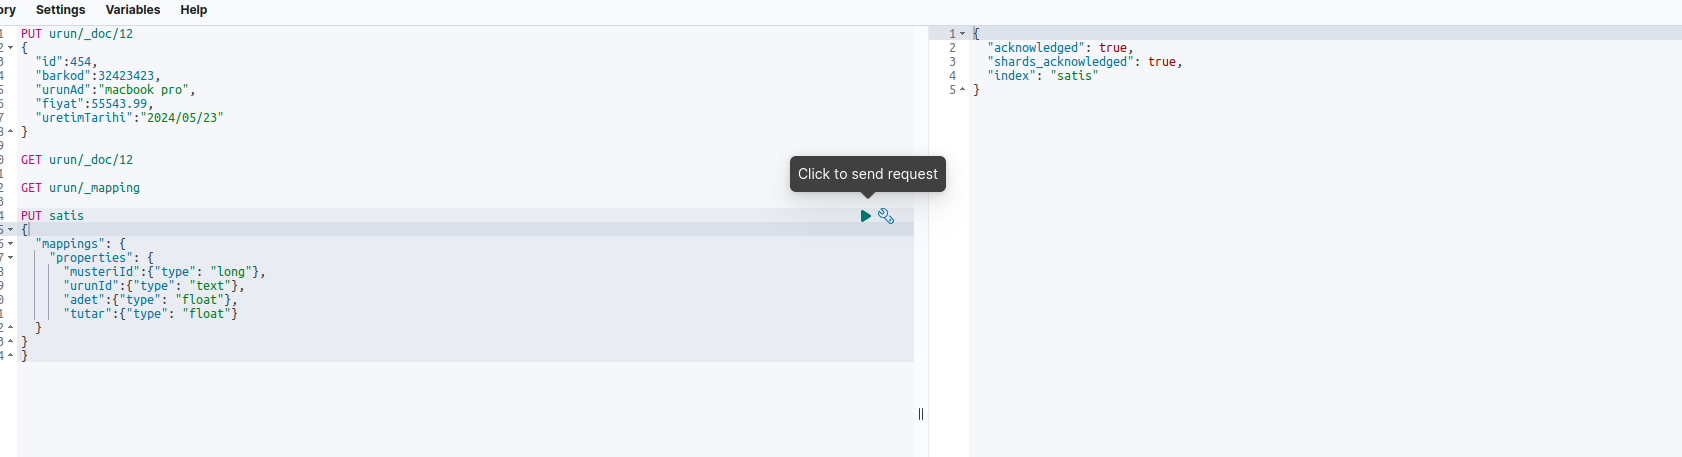 ory Settings Variables Help
1 PUT urun/_doc/12
2 {
3 "id":454,
4 "barkod":32423423,
5 "urunAd":"macbook pro",
6 "fiyat":55543.99,
7 "uretimTarihi":"2024/05/23"
8 }
9
0 GET urun/_doc/12
1
2 GET urun/_mapping
3
4 PUT satis
5 {
6 "mappings": {
7 "properties": {
8 "musteriId":{"type": "long"},
9 "urunId":{"type": "text"},
0 "adet":{"type": "float"},
1 "tutar":{"type": "float"}
2 }
3 }
4 }
Click to send request
1 {
2 "acknowledged": true,
3 "shards_acknowledged": true,
4 "index": "satis"
5 }